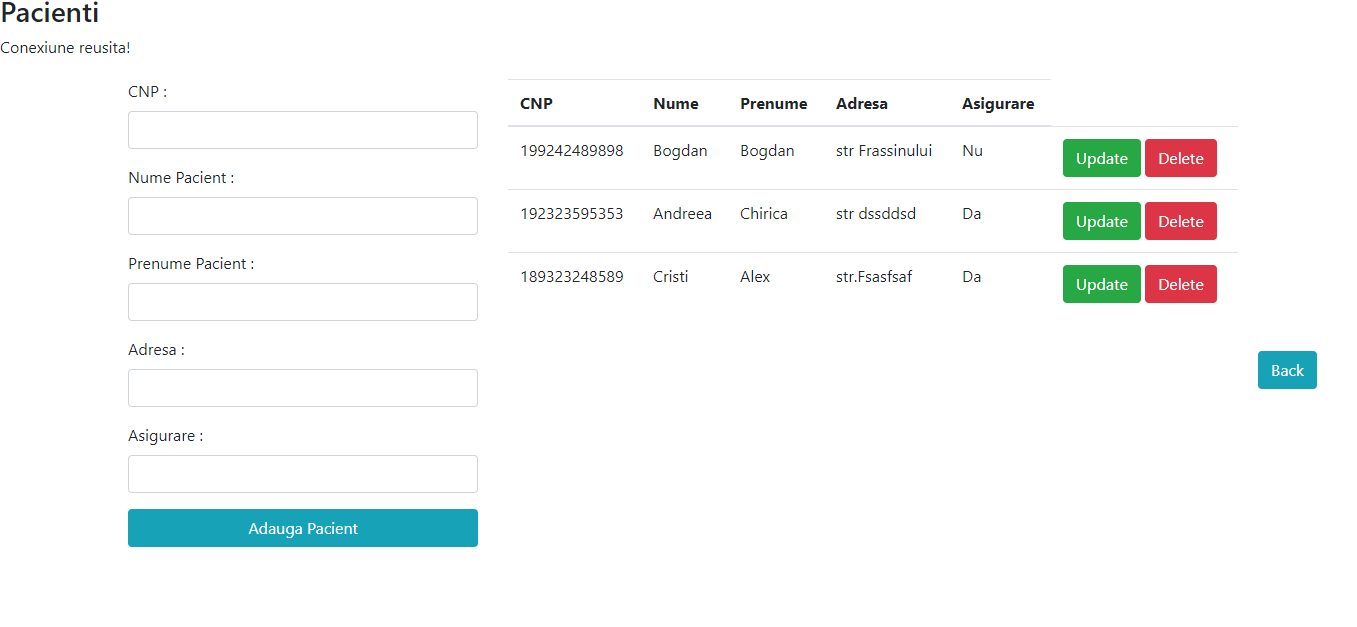 Pacienti
Conexiune reusita!
CNP :
Nume Pacient :
Prenume Pacient :
Adresa :
Asigurare :
Adauga Pacient
CNP Nume Prenume Adresa Asigurare
199242489898 Bogdan Bogdan str Frassinului Nu Update Delete
192323595353 Andreea Chirica str dssddsd Da Update Delete
189323248589 Cristi Alex str.Fsasfsaf Da Update Delete
Back